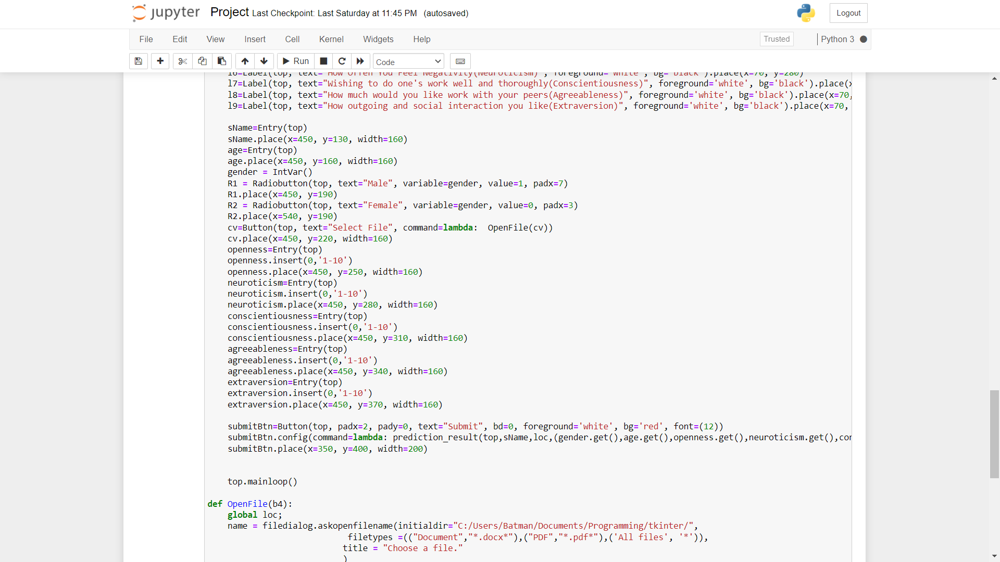 jupyter Project Last Checkpoint: Last Saturday at 11:45 PM (autosaved) Logout
File Edit View Insert Cell Kernel Widgets Help Trusted Python 3
Run Code
l6=Label(top, text="How Offen You Feel Negativity(Neuroticism)", foreground='white', bg='black').place(x=70, y=280)
l7=Label(top, text="Wishing to do one's work well and thoroughly(Conscientiousness)", foreground='white', bg='black').place(x
l8=Label(top, text="How much would you like work with your peers(Agreeableness)", foreground='white', bg='black').place(x=70,
l9=Label(top, text="How outgoing and social interaction you like(Extraversion)", foreground='white', bg='black').place(x=70,
sName=Entry(top)
sName.place(x=450, y=130, width=160)
age=Entry(top)
age.place(x=450, y=160, width=160)
gender = IntVar()
R1 = Radiobutton(top, text="Male", variable=gender, value=1, padx=7)
R1.place(x=450, y=190)
R2 = Radiobutton(top, text="Female", variable=gender, value=0, padx=3)
R2.place(x=540, y=190)
cv=Button(top, text="Select File", command=lambda:  OpenFile(cv))
cv.place(x=450, y=220, width=160)
openness=Entry(top)
openness.insert(0,'1-10')
openness.place(x=450, y=250, width=160)
neuroticism=Entry(top)
neuroticism.insert(0,'1-10')
neuroticism.place(x=450, y=280, width=160)
conscientiousness=Entry(top)
conscientiousness.insert(0,'1-10')
conscientiousness.place(x=450, y=310, width=160)
agreeableness=Entry(top)
agreeableness.insert(0,'1-10')
agreeableness.place(x=450, y=340, width=160)
extraversion=Entry(top)
extraversion.insert(0,'1-10')
extraversion.place(x=450, y=370, width=160)
submitBtn=Button(top, padx=2, pady=0, text="Submit", bd=0, foreground='white', bg='red', font=(12))
submitBtn.config(command=lambda: prediction_result(top,sName,loc,(gender.get(),age.get(),openness.get(),neuroticism.get(),con
submitBtn.place(x=350, y=400, width=200)
top.mainloop()
def OpenFile(b4):
global loc;
name = filedialog.askopenfilename(initialdir="C:/Users/Batman/Documents/Programming/tkinter/",
filetypes =(("Document","*.docx*"),("PDF","*.pdf*"),('All files', '*')),
title = "Choose a file."
)